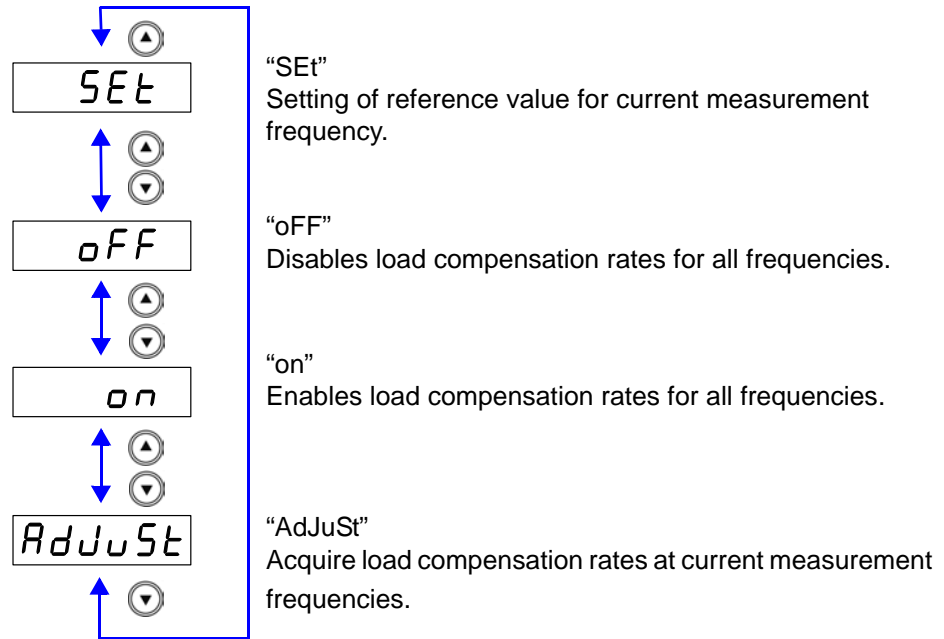 SEt
“SEt”
Setting of reference value for current measurement
frequency.
oFF
“oFF”
Disables load compensation rates for all frequencies.
on
“on”
Enables load compensation rates for all frequencies.
AdJuSt
“AdJuSt”
Acquire load compensation rates at current measurement
frequencies.